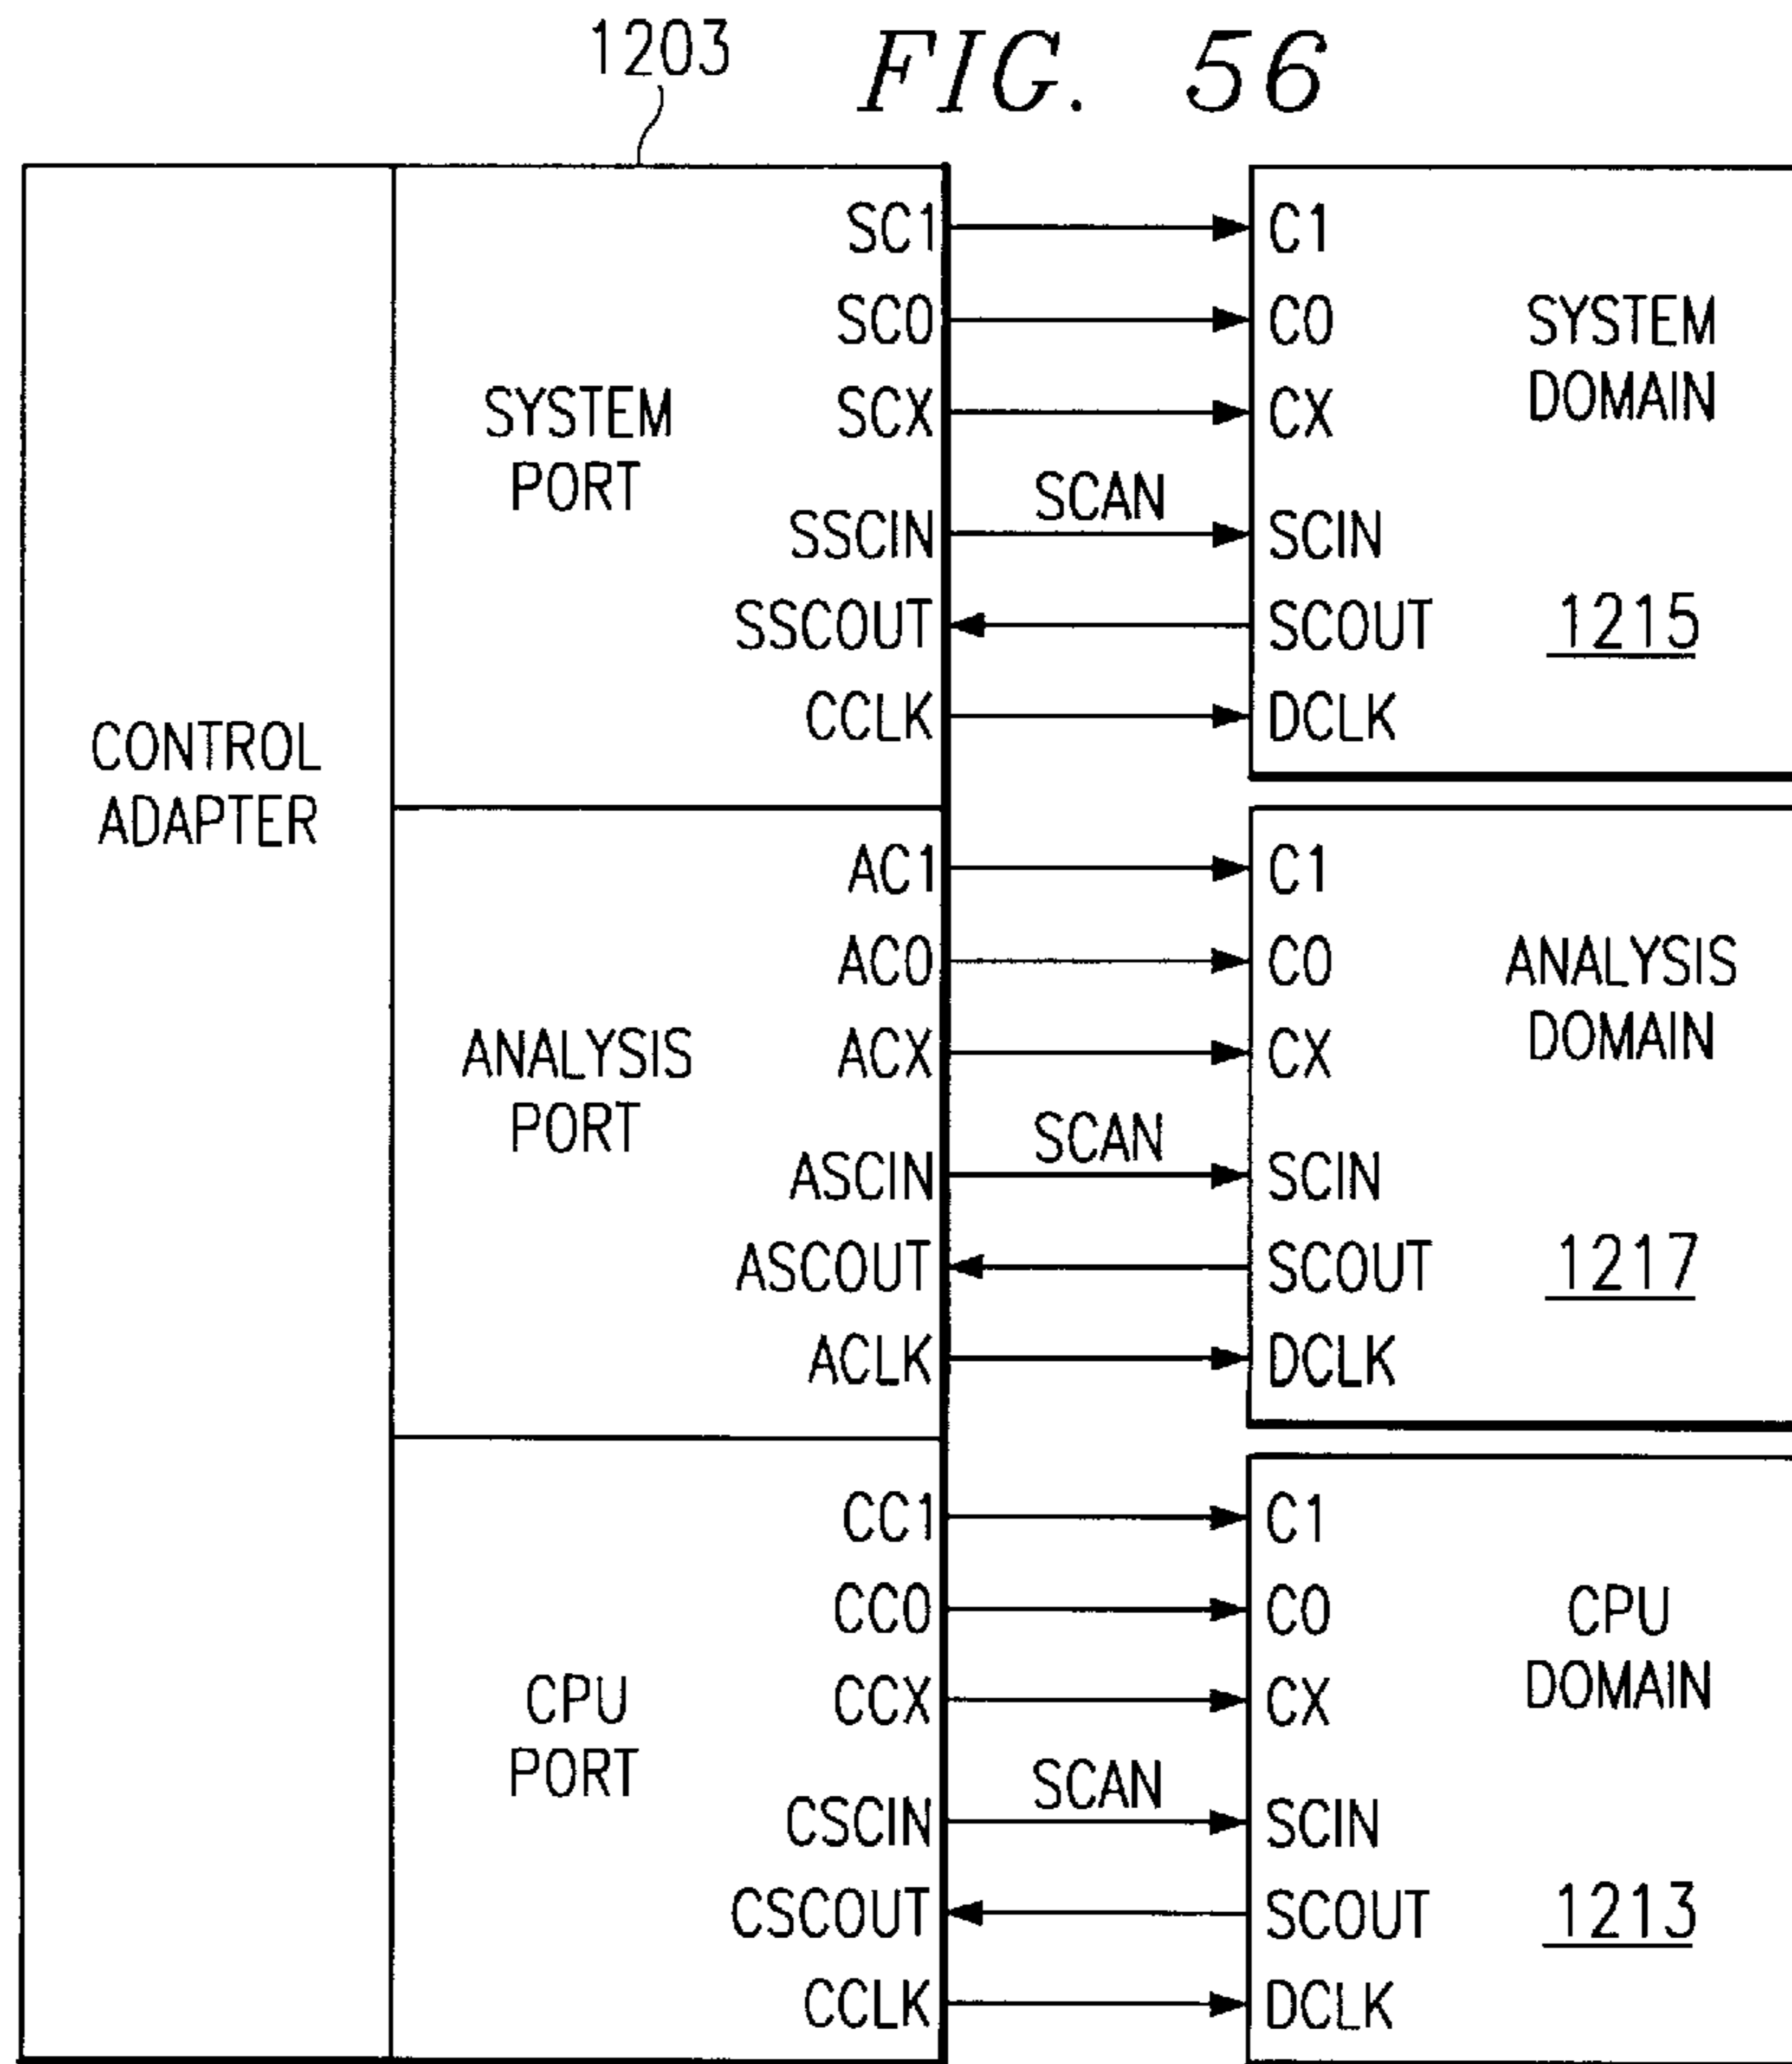 1203
FIG. 56
CONTROL
ADAPTER
SYSTEM
PORT
SC1
SC0
SCX
SSCIN
SSCOUT
CCLK
SCAN
C1
C0
CX
SCIN
SCOUT
DCLK
SYSTEM
DOMAIN
1215
ANALYSIS
PORT
AC1
AC0
ACX
ASCIN
ASCOUT
ACLK
SCAN
C1
C0
CX
SCIN
SCOUT
DCLK
ANALYSIS
DOMAIN
1217
CPU
PORT
CC1
CC0
CCX
CSCIN
CSCOUT
CCLK
SCAN
C1
C0
CX
SCIN
SCOUT
DCLK
CPU
DOMAIN
1213